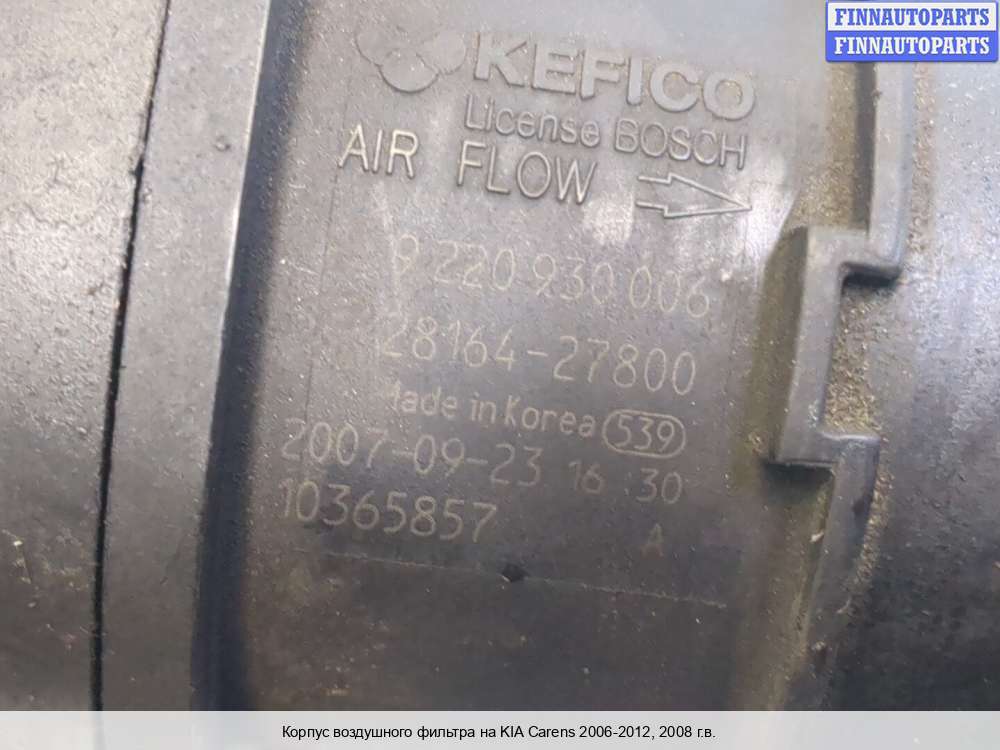 FINNAUTOPARTS
FINNAUTOPARTS
KEFICO
License BOSCH
AIR FLOW
9 220 930 006
28164-27800
Made in Korea 539
2007-09-23 16:30
10365857
A
Корпус воздушного фильтра на KIA Carens 2006-2012, 2008 г.в.